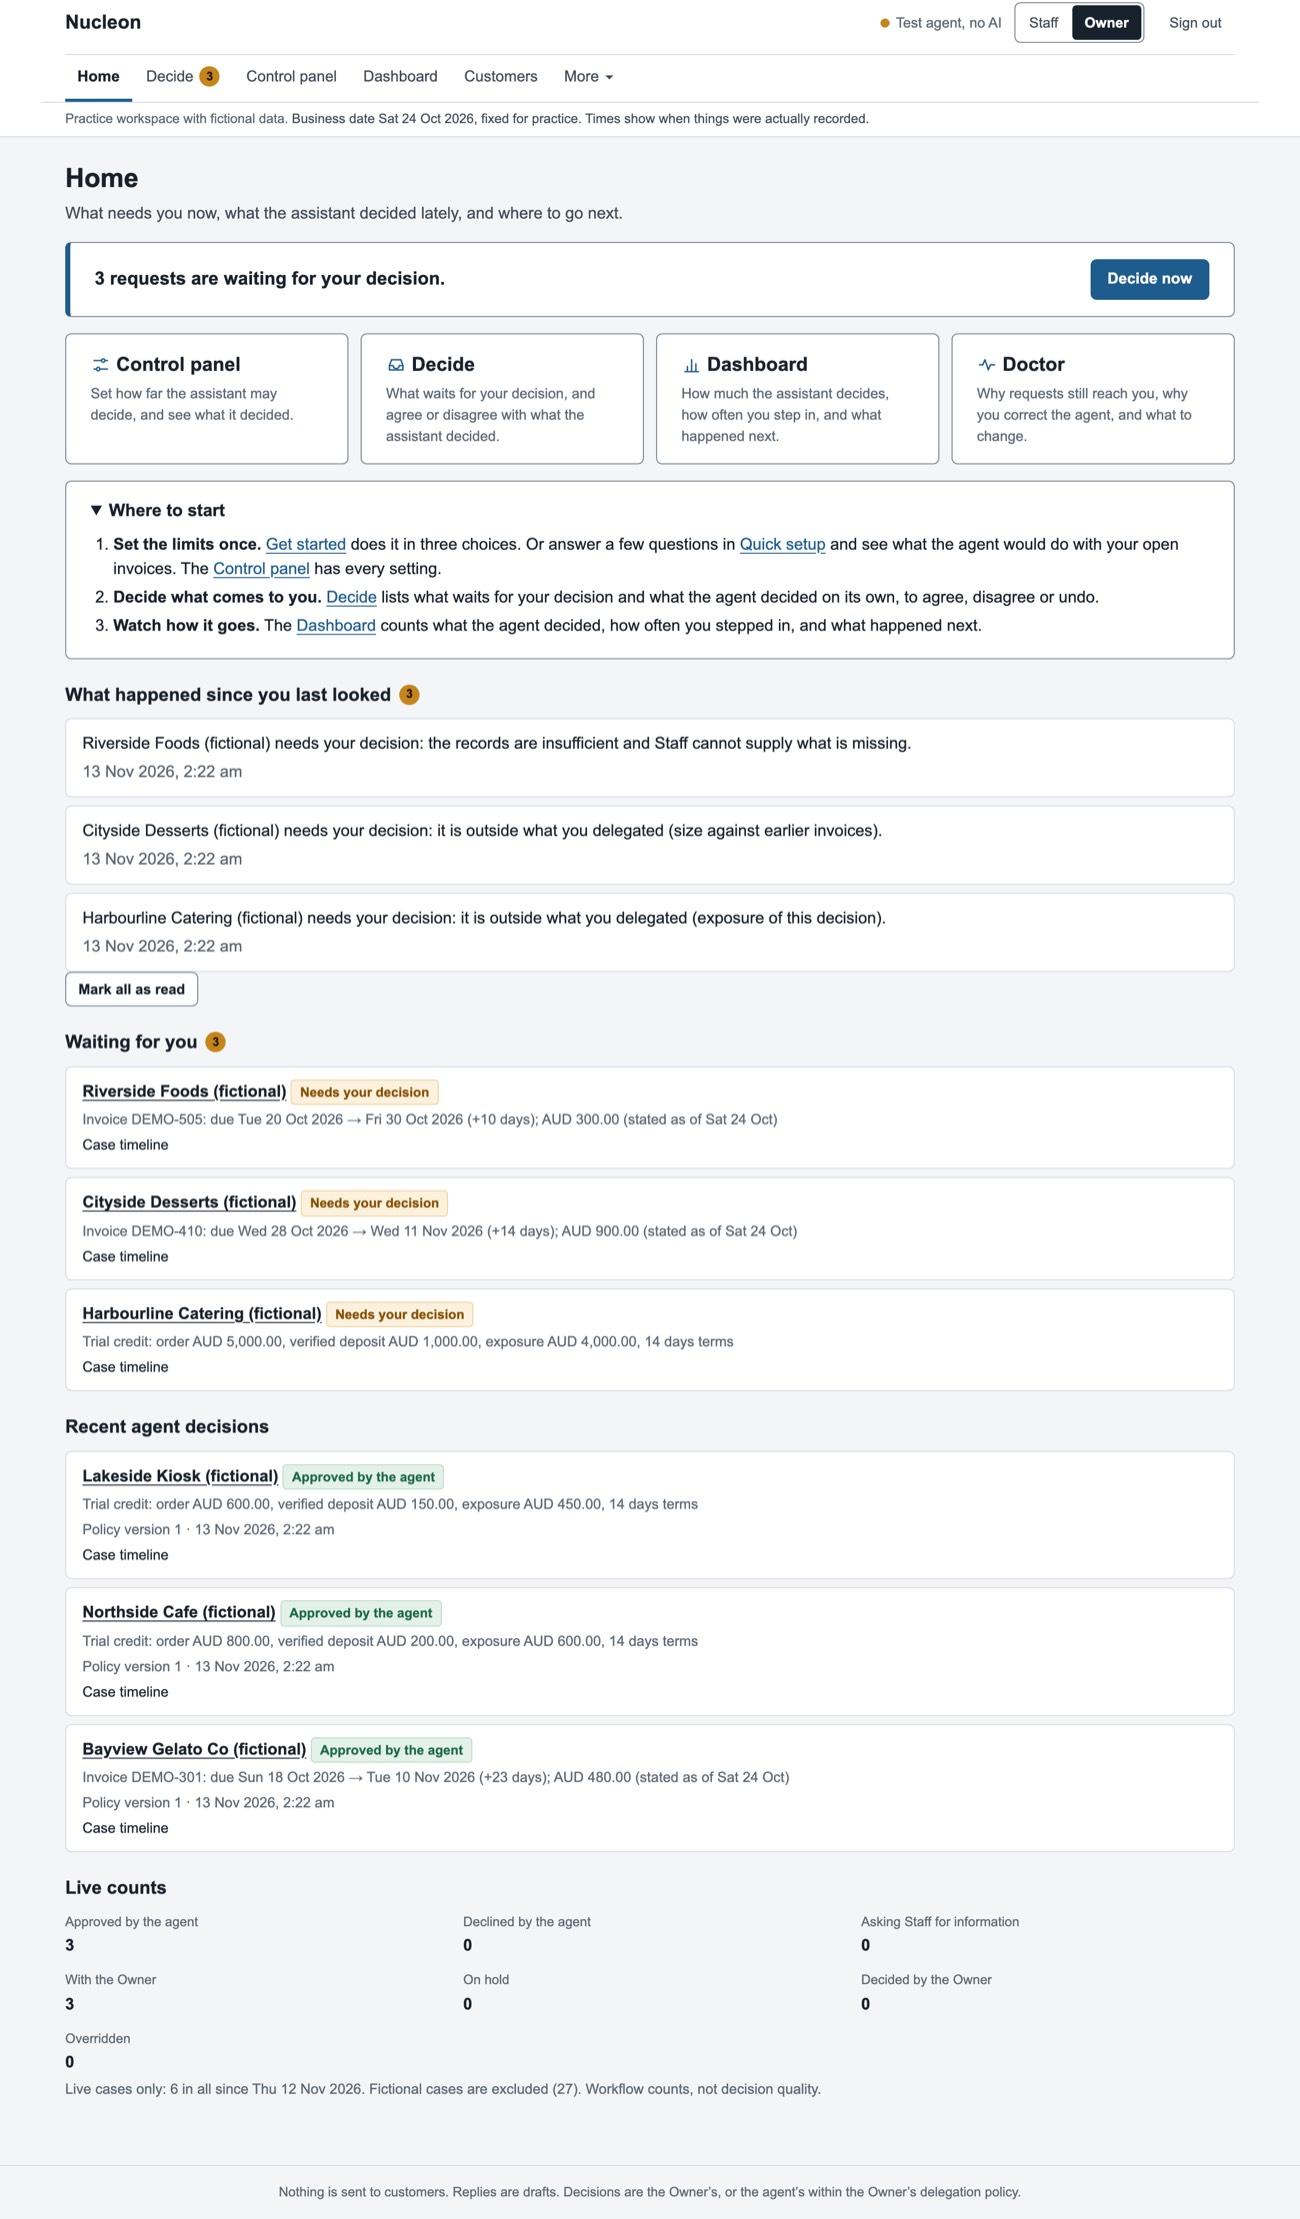 Nucleon
Test agent, no AI
Staff
Owner
Sign out
Home
Decide 3
Control panel
Dashboard
Customers
More
Practice workspace with fictional data. Business date Sat 24 Oct 2026, fixed for practice. Times show when things were actually recorded.
Home
What needs you now, what the assistant decided lately, and where to go next.
3 requests are waiting for your decision.
Decide now
Control panel
Set how far the assistant may
decide, and see what it decided.
Decide
What waits for your decision, and
agree or disagree with what the
assistant decided.
Dashboard
How much the assistant decides,
how often you step in, and what
happened next.
Doctor
Why requests still reach you, why
you correct the agent, and what to
change.
Where to start
1. Set the limits once. Get started does it in three choices. Or answer a few questions in Quick setup and see what the agent would do with your open
invoices. The Control panel has every setting.
2. Decide what comes to you. Decide lists what waits for your decision and what the agent decided on its own, to agree, disagree or undo.
3. Watch how it goes. The Dashboard counts what the agent decided, how often you stepped in, and what happened next.
What happened since you last looked 3
Riverside Foods (fictional) needs your decision: the records are insufficient and Staff cannot supply what is missing.
13 Nov 2026, 2:22 am
Cityside Desserts (fictional) needs your decision: it is outside what you delegated (size against earlier invoices).
13 Nov 2026, 2:22 am
Harbourline Catering (fictional) needs your decision: it is outside what you delegated (exposure of this decision).
13 Nov 2026, 2:22 am
Mark all as read
Waiting for you 3
Riverside Foods (fictional) Needs your decision
Invoice DEMO-505: due Tue 20 Oct 2026 → Fri 30 Oct 2026 (+10 days); AUD 300.00 (stated as of Sat 24 Oct)
Case timeline
Cityside Desserts (fictional) Needs your decision
Invoice DEMO-410: due Wed 28 Oct 2026 → Wed 11 Nov 2026 (+14 days); AUD 900.00 (stated as of Sat 24 Oct)
Case timeline
Harbourline Catering (fictional) Needs your decision
Trial credit: order AUD 5,000.00, verified deposit AUD 1,000.00, exposure AUD 4,000.00, 14 days terms
Case timeline
Recent agent decisions
Lakeside Kiosk (fictional) Approved by the agent
Trial credit: order AUD 600.00, verified deposit AUD 150.00, exposure AUD 450.00, 14 days terms
Policy version 1 · 13 Nov 2026, 2:22 am
Case timeline
Northside Cafe (fictional) Approved by the agent
Trial credit: order AUD 800.00, verified deposit AUD 200.00, exposure AUD 600.00, 14 days terms
Policy version 1 · 13 Nov 2026, 2:22 am
Case timeline
Bayview Gelato Co (fictional) Approved by the agent
Invoice DEMO-301: due Sun 18 Oct 2026 → Tue 10 Nov 2026 (+23 days); AUD 480.00 (stated as of Sat 24 Oct)
Policy version 1 · 13 Nov 2026, 2:22 am
Case timeline
Live counts
Approved by the agent
3
Declined by the agent
0
Asking Staff for information
0
With the Owner
3
On hold
0
Decided by the Owner
0
Overridden
0
Live cases only: 6 in all since Thu 12 Nov 2026. Fictional cases are excluded (27). Workflow counts, not decision quality.
Nothing is sent to customers. Replies are drafts. Decisions are the Owner's, or the agent's within the Owner's delegation policy.